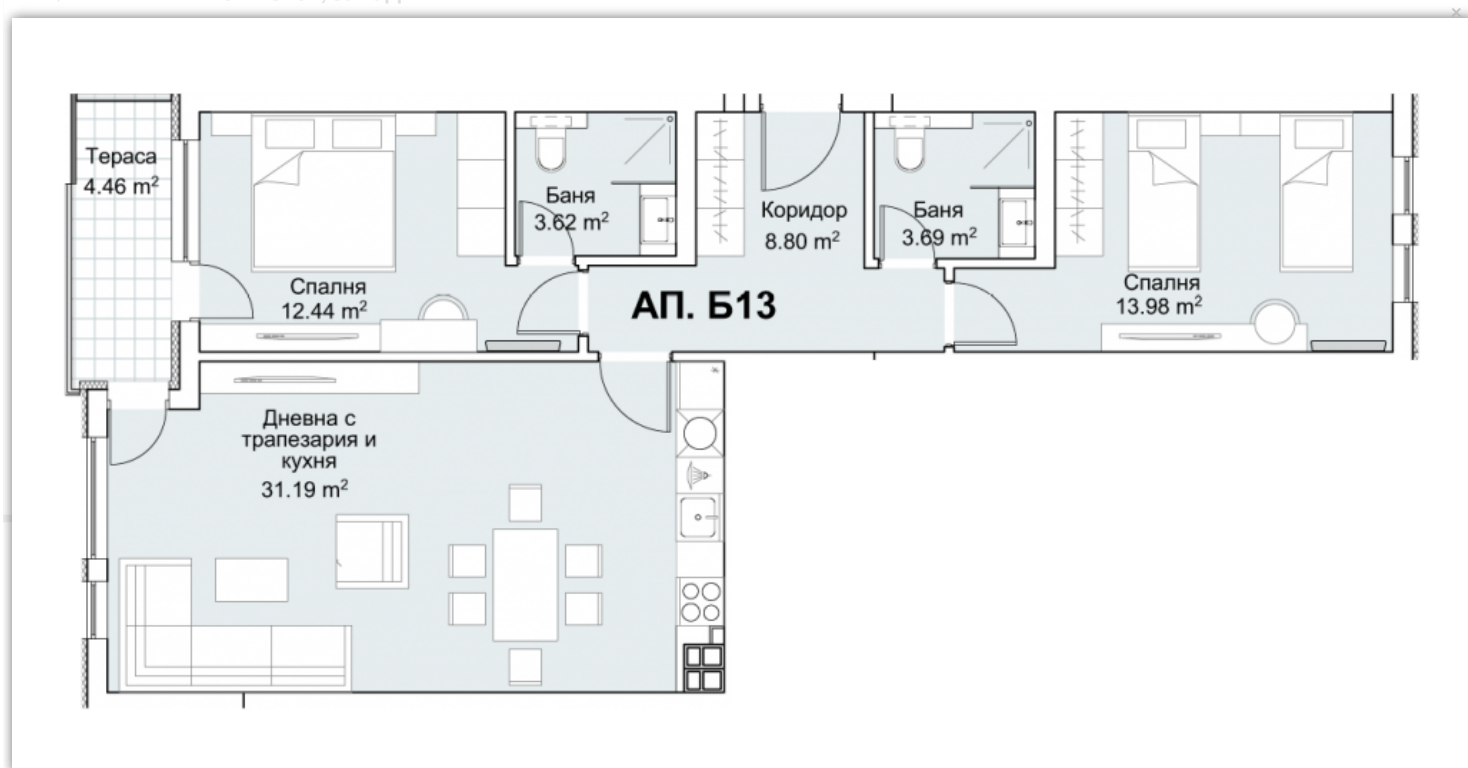 Тераса
4.46 m²
Спалня
12.44 m²
Баня
3.62 m²
Коридор
8.80 m²
Баня
3.69 m²
Спалня
13.98 m²
АП. Б13
Дневна с
трапезария и
кухня
31.19 m²